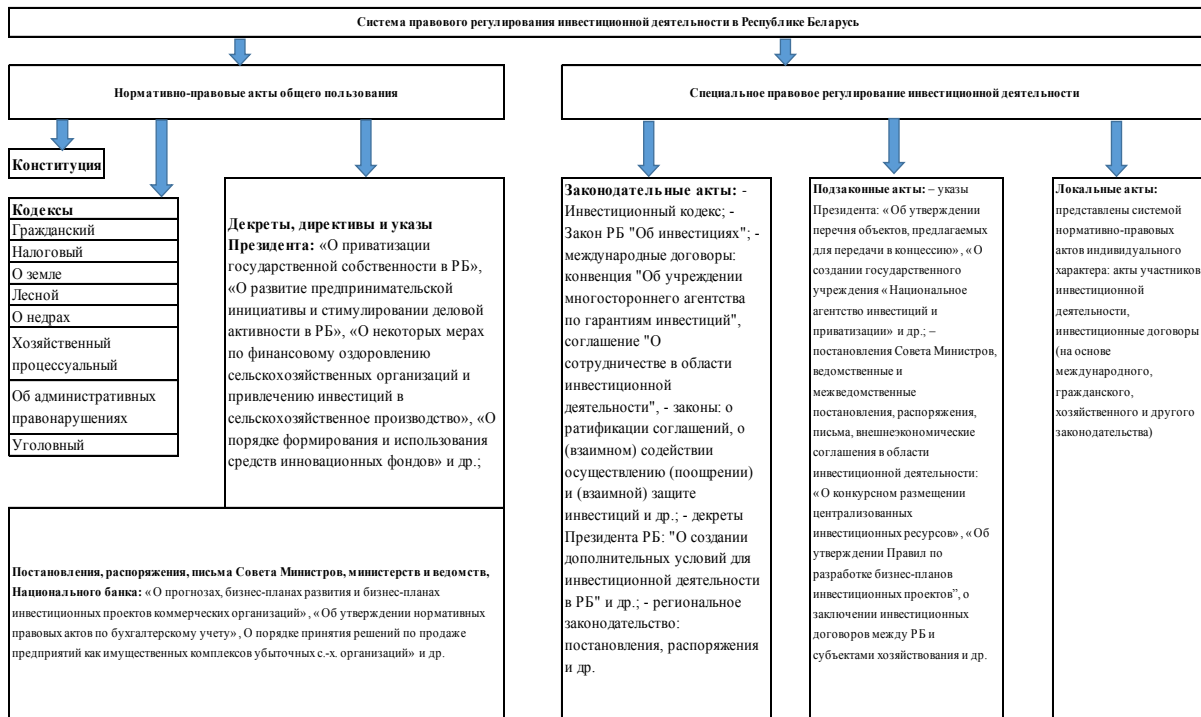 Система правового регулирования инвестиционной деятельности в Республике Беларусь
Нормативно-правовые акты общего пользования
Специальное правовое регулирование инвестиционной деятельности
Конституция
Кодексы
Гражданский
Налоговый
О земле
Лесной
О недрах
Хозяйственный
процессуальный
Об административных
правонарушениях
Уголовный
Декреты, директивы и указы
Президента: «О приватизации
государственной собственности в РБ»,
«О развитие предпринимательской
инициативы и стимулировании деловой
активности в РБ», «О некоторых мерах
по финансовому оздоровлению
сельскохозяйственных организаций и
привлечению инвестиций в
сельскохозяйственное производство», «О
порядке формирования и использования
средств инновационных фондов» и др.;
Постановления, распоряжения, письма Совета Министров, министерств и ведомств,
Национального банка: «О прогнозах, бизнес-планах развития и бизнес-планах
инвестиционных проектов коммерческих организаций», «Об утверждении нормативных
правовых актов по бухгалтерскому учету», О порядке принятия решений по продаже
предприятий как имущественных комплексов убыточных с.-х. организаций» и др.
Законодательные акты: -
Инвестиционный кодекс; -
Закон РБ "Об инвестициях"; -
международные договоры:
конвенция "Об учреждении
многостороннего агентства
по гарантиям инвестиций",
соглашение "О
сотрудничестве в области
инвестиционной
деятельности", - законы: о
ратификации соглашений, о
(взаимном) содействии
осуществлению (поощрении)
и (взаимной) защите
инвестиций и др.; - декреты
Президента РБ: "О создании
дополнительных условий для
инвестиционной деятельности
в РБ" и др.; - региональное
законодательство:
постановления, распоряжения
и др.
Подзаконные акты: – указы
Президента: «Об утверждении
перечня объектов, предлагаемых
для передачи в концессию», «О
создании государственного
учреждения «Национальное
агентство инвестиций и
приватизации» и др.; –
постановления Совета Министров,
ведомственные и
межведомственные
постановления, распоряжения,
письма, внешнеэкономические
соглашения в области
инвестиционной деятельности:
«О конкурсном размещении
централизованных
инвестиционных ресурсов», «Об
утверждении Правил по
разработке бизнес-планов
инвестиционных проектов”, о
заключении инвестиционных
договоров между РБ и
субъектами хозяйствования и др.
Локальные акты:
представлены системой
нормативно-правовых
актов индивидуального
характера: акты участников
инвестиционной
деятельности,
инвестиционные договоры
(на основе
международного,
гражданского,
хозяйственного и другого
законодательства)